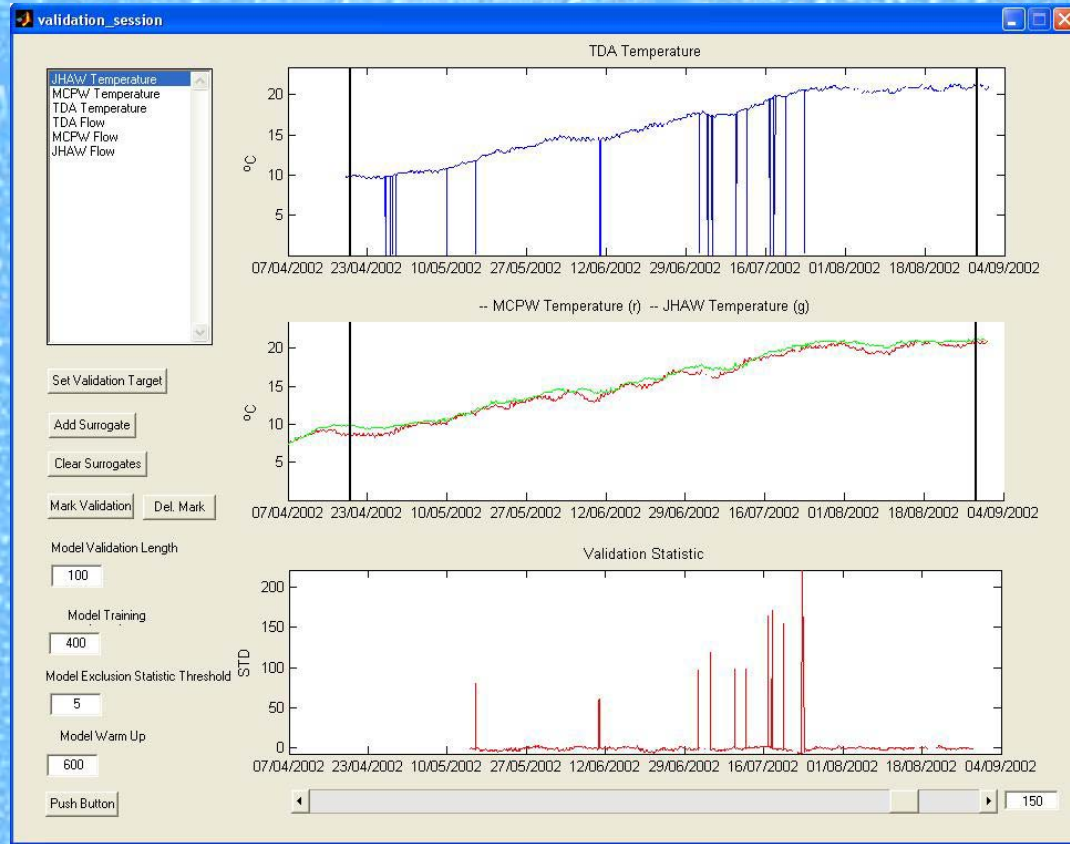 validation_session
JHAW Temperature
MCPW Temperature
TDA Temperature
TDA Flow
MCPW Flow
JHAW Flow
Set Validation Target
Add Surrogate
Clear Surrogates
Mark Validation
Del. Mark
Model Validation Length
100
Model Training
400
Model Exclusion Statistic Threshold
5
Model Warm Up
600
Push Button
TDA Temperature
ºC
20
15
10
5
07/04/2002 23/04/2002 10/05/2002 27/05/2002 12/06/2002 29/06/2002 16/07/2002 01/08/2002 18/08/2002 04/09/2002
-- MCPW Temperature (r) -- JHAW Temperature (g)
ºC
20
15
10
5
07/04/2002 23/04/2002 10/05/2002 27/05/2002 12/06/2002 29/06/2002 16/07/2002 01/08/2002 18/08/2002 04/09/2002
Validation Statistic
STD
200
150
100
50
0
07/04/2002 23/04/2002 10/05/2002 27/05/2002 12/06/2002 29/06/2002 16/07/2002 01/08/2002 18/08/2002 04/09/2002
150